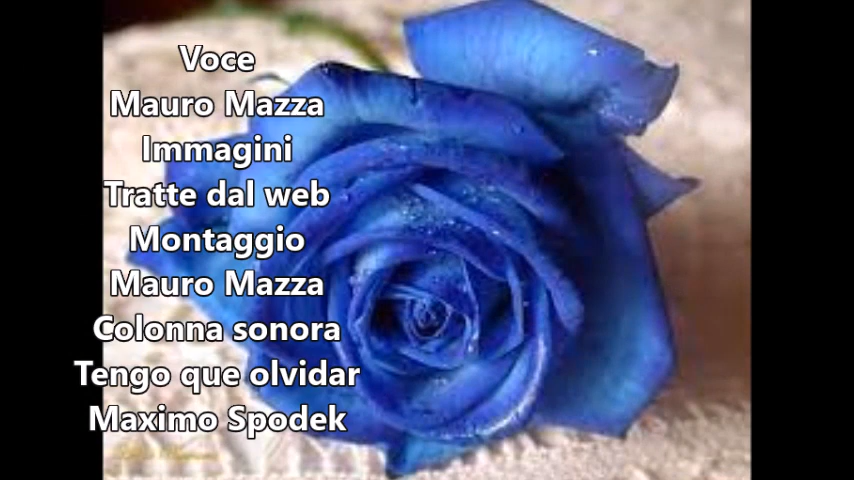 Voce
Mauro Mazza
Immagini
Tratte dal web
Montaggio
Mauro Mazza
Colonna sonora
Tengo que olvidar
Maximo Spodek